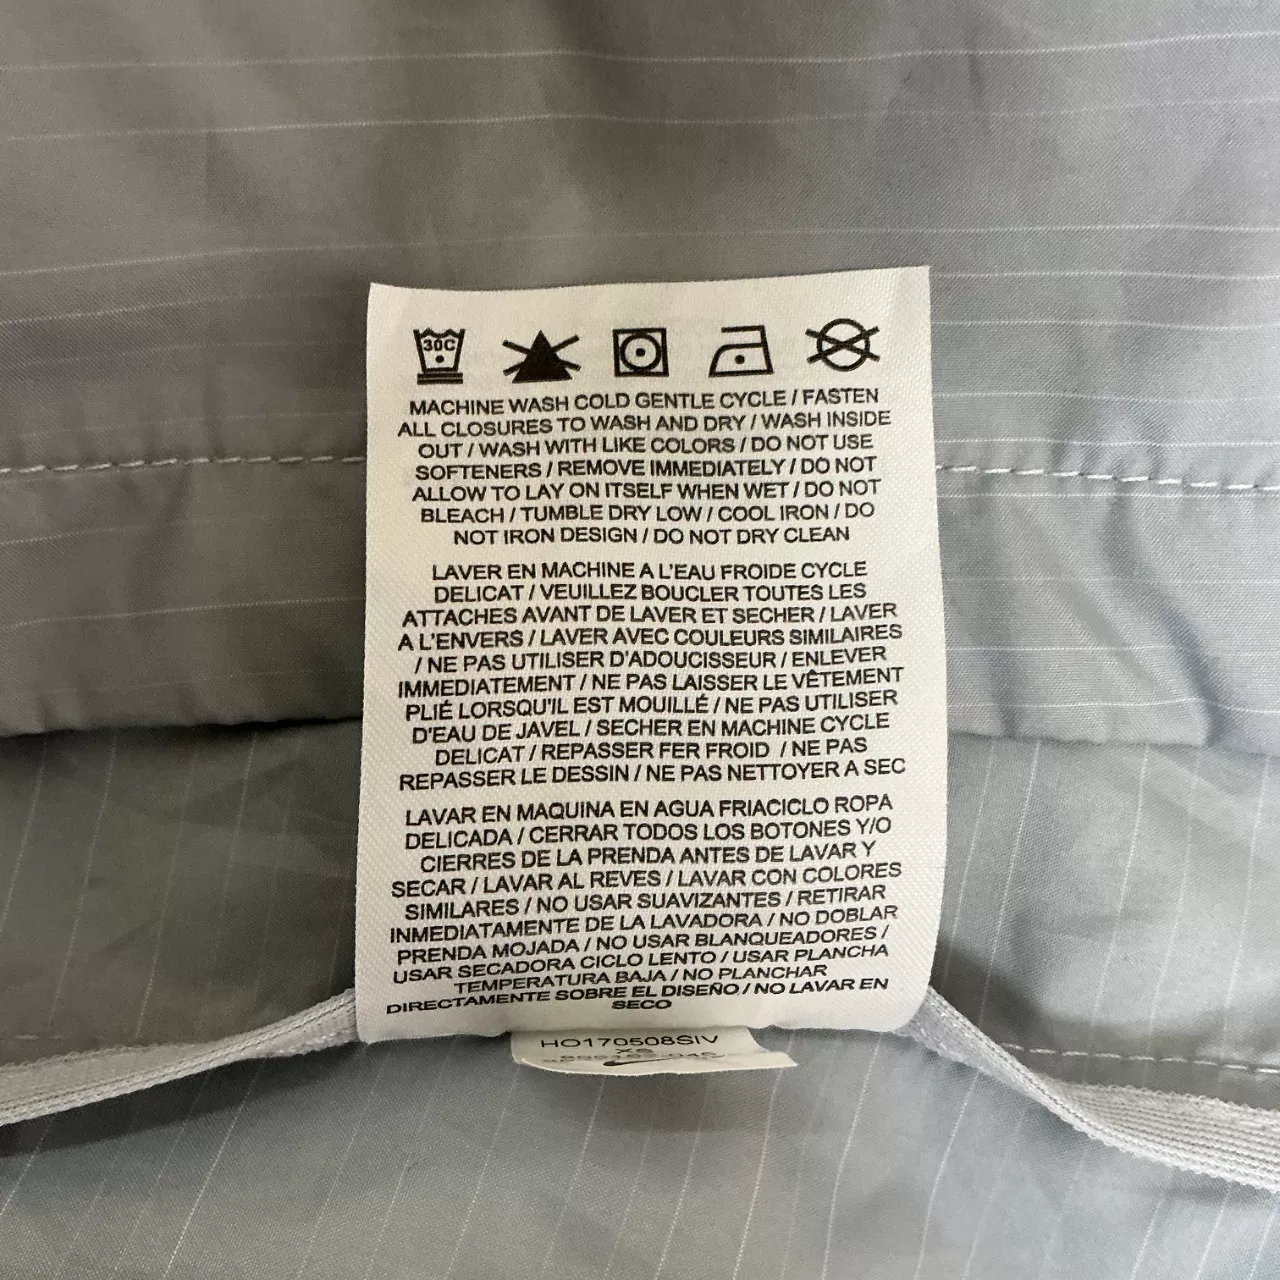 30C
MACHINE WASH COLD GENTLE CYCLE / FASTEN
ALL CLOSURES TO WASH AND DRY / WASH INSIDE
OUT / WASH WITH LIKE COLORS / DO NOT USE
SOFTENERS / REMOVE IMMEDIATELY / DO NOT
ALLOW TO LAY ON ITSELF WHEN WET / DO NOT
BLEACH / TUMBLE DRY LOW / COOL IRON / DO
NOT IRON DESIGN / DO NOT DRY CLEAN
LAVER EN MACHINE A L'EAU FROIDE CYCLE
DELICAT / VEUILLEZ BOUCLER TOUTES LES
ATTACHES AVANT DE LAVER ET SECHER / LAVER
A L'ENVERS / LAVER AVEC COULEURS SIMILAIRES
/ NE PAS UTILISER D'ADOUCISSEUR / ENLEVER
IMMEDIATEMENT / NE PAS LAISSER LE VÊTEMENT
PLIÉ LORSQU'IL EST MOUILLÉ / NE PAS UTILISER
D'EAU DE JAVEL / SECHER EN MACHINE CYCLE
DELICAT / REPASSER FER FROID / NE PAS
REPASSER LE DESSIN / NE PAS NETTOYER A SEC
LAVAR EN MAQUINA EN AGUA FRIACICLO ROPA
DELICADA / CERRAR TODOS LOS BOTONES Y/O
CIERRES DE LA PRENDA ANTES DE LAVAR Y
SECAR / LAVAR AL REVES / LAVAR CON COLORES
SIMILARES / NO USAR SUAVIZANTES / RETIRAR
INMEDIATAMENTE DE LA LAVADORA / NO DOBLAR
PRENDA MOJADA / NO USAR BLANQUEADORES /
USAR SECADORA CICLO LENTO / USAR PLANCHA
TEMPERATURA BAJA / NO PLANCHAR
DIRECTAMENTE SOBRE EL DISEÑO / NO LAVAR EN
SECO
HO170508SIV
XS